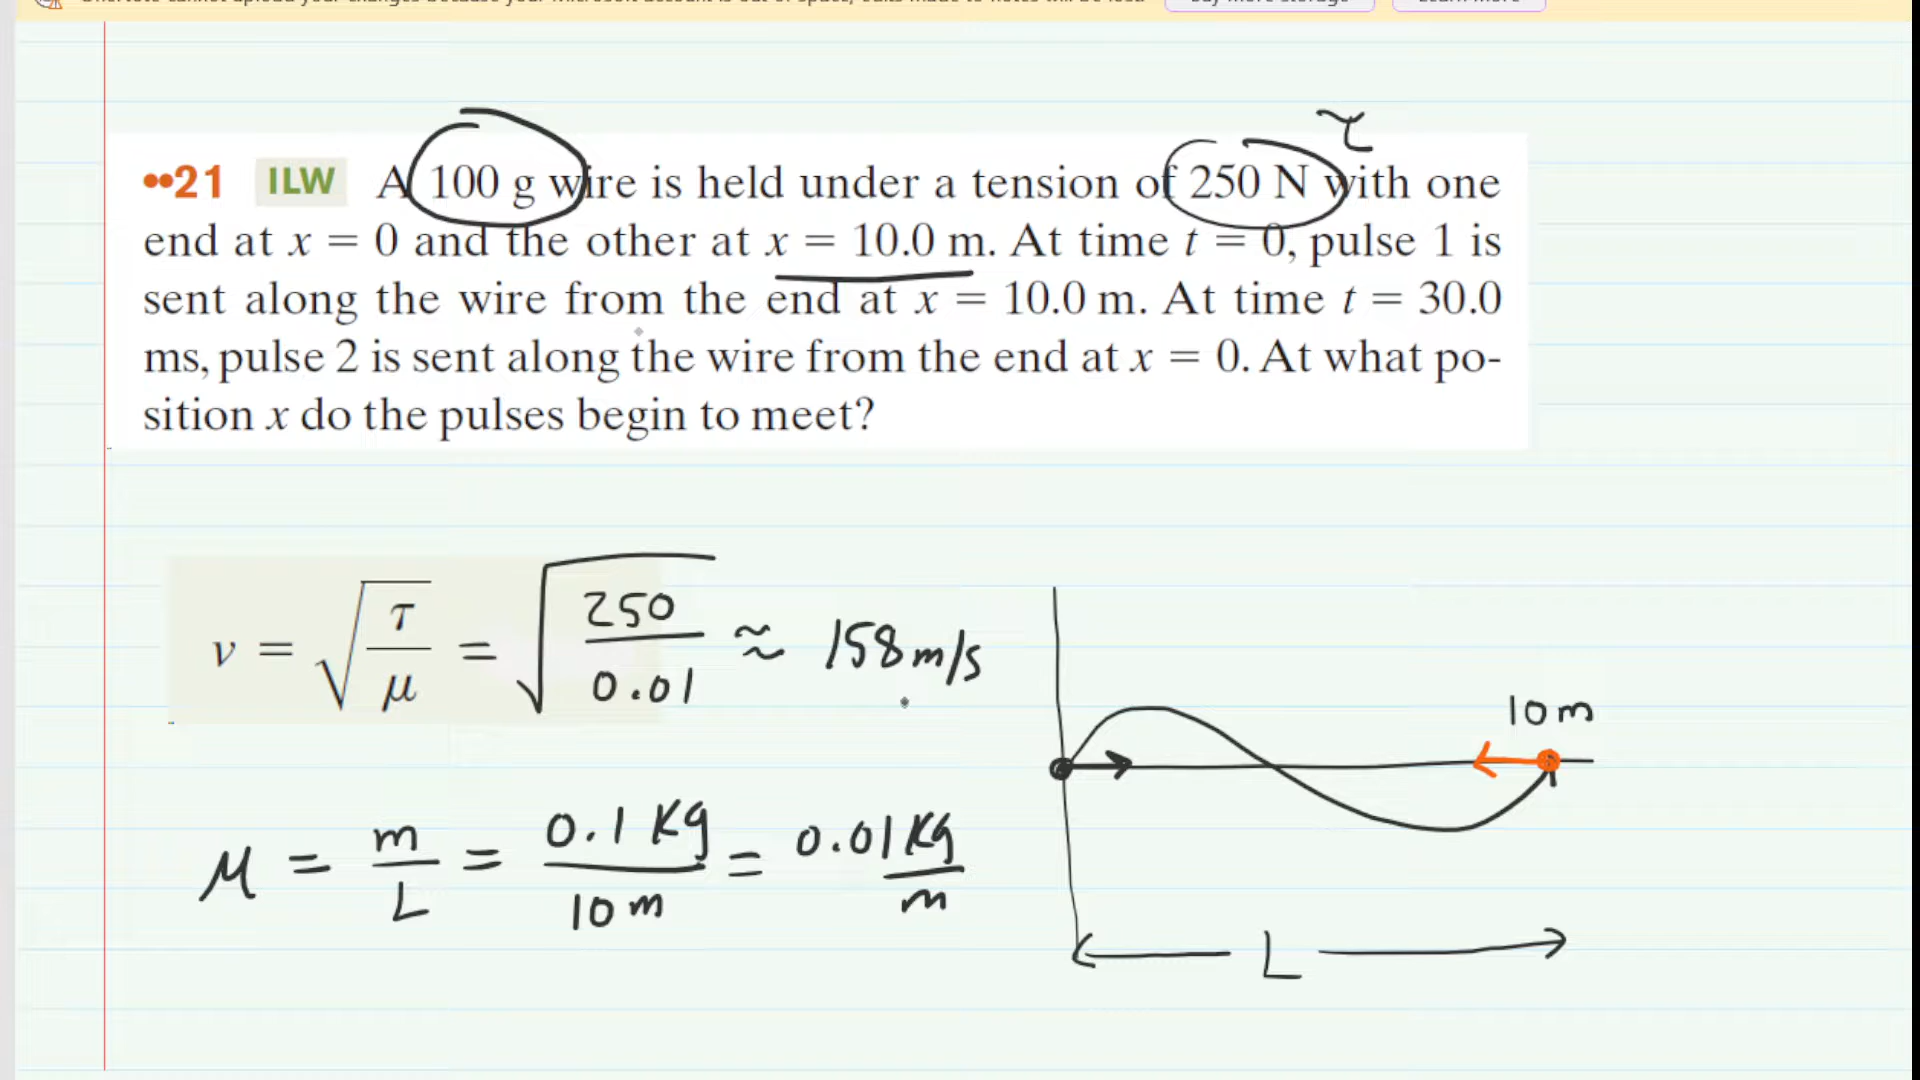 ••21 ILW A 100 g wire is held under a tension of 250 N with one
end at x = 0 and the other at x = 10.0 m. At time t = 0, pulse 1 is
sent along the wire from the end at x = 10.0 m. At time t = 30.0
ms, pulse 2 is sent along the wire from the end at x = 0. At what po-
sition x do the pulses begin to meet?
τ
v = √(τ/μ) = √(250/0.01) ≈ 158 m/s
10 m
μ = m/L = 0.1 Kg/10 m = 0.01 Kg/m
L